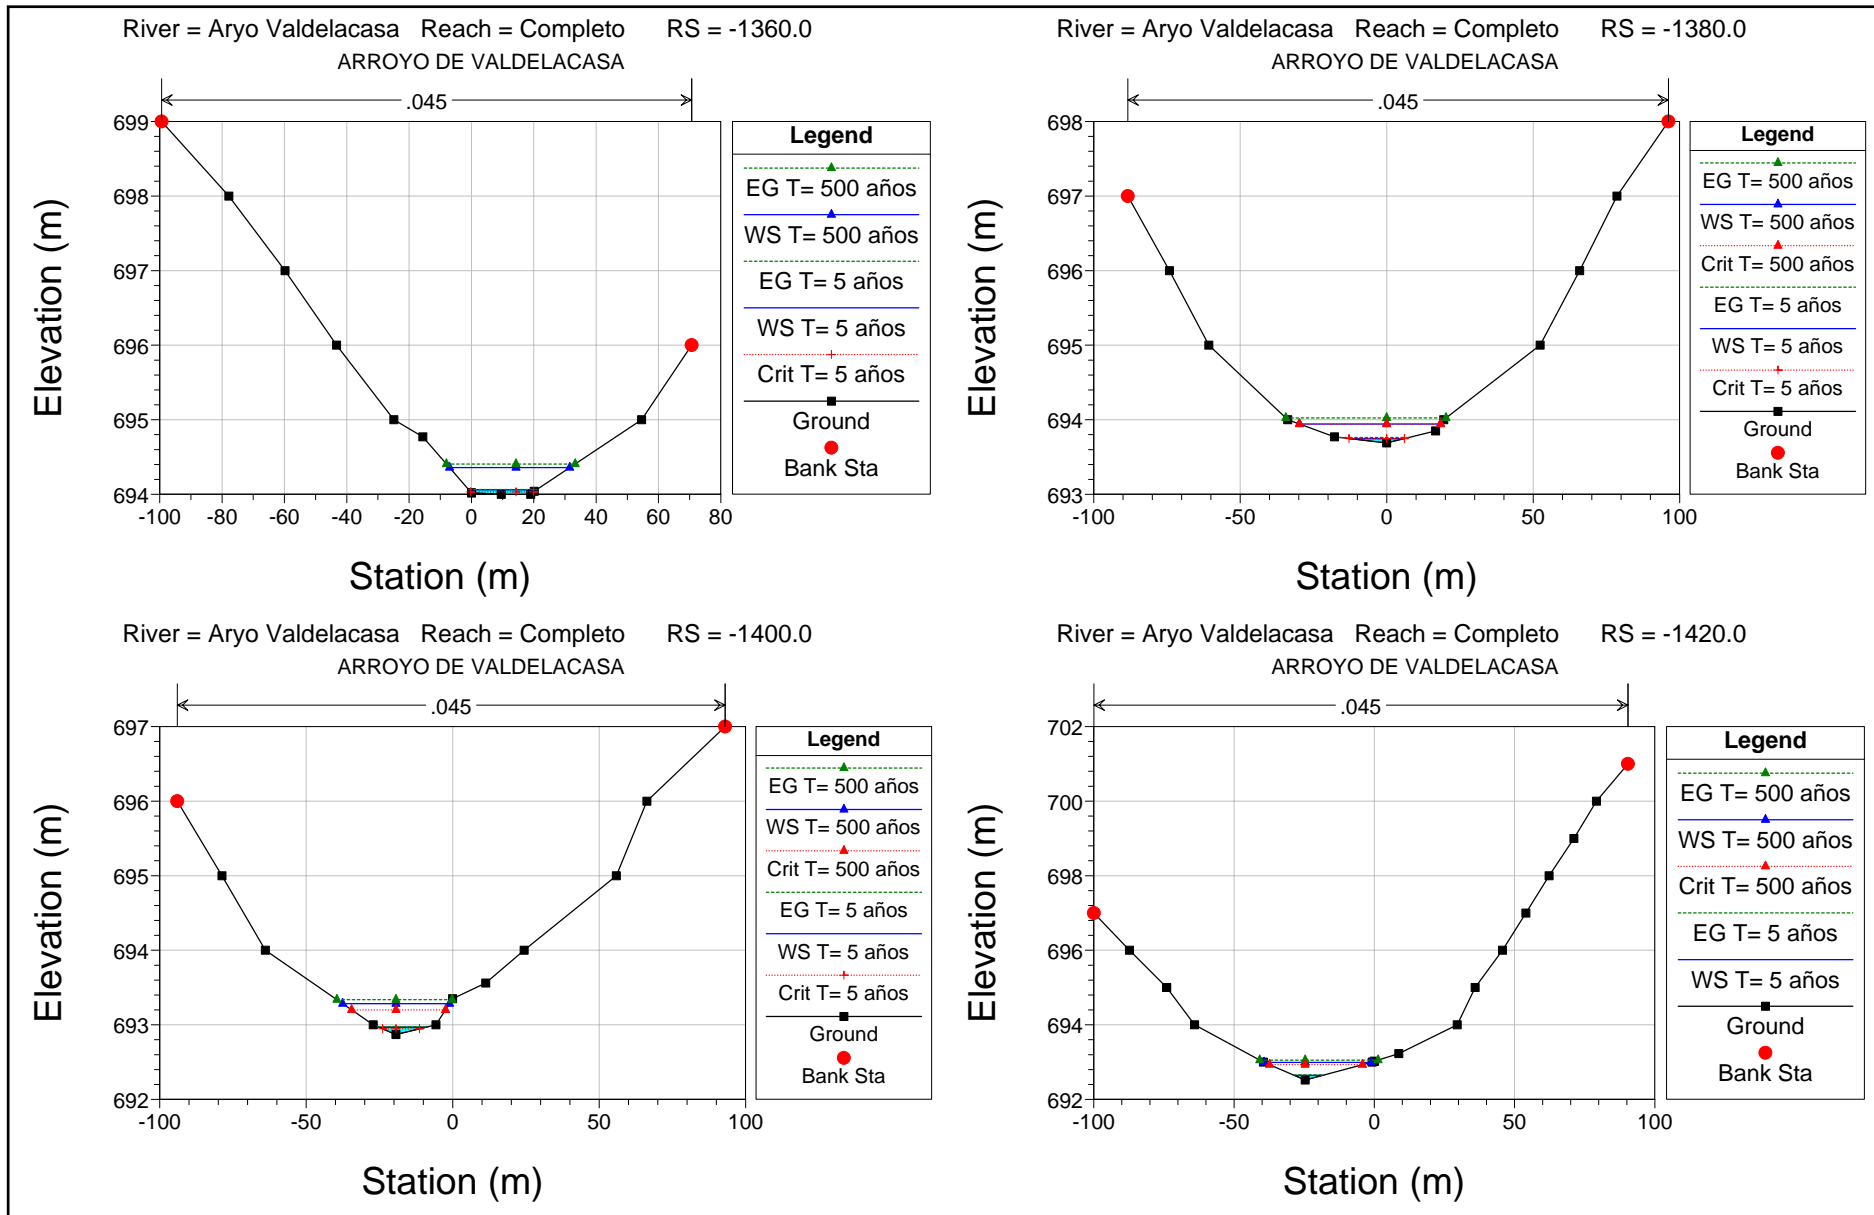 River = Aryo Valdelacasa Reach = Completo RS = -1360.0
ARROYO DE VALDELACASA
.045
699
698
697
696
695
694
-100
-80
-60
-40
-20
0
20
40
60
80
Elevation (m)
Station (m)
Legend
EG T= 500 años
WS T= 500 años
EG T= 5 años
WS T= 5 años
Crit T= 5 años
Ground
Bank Sta
River = Aryo Valdelacasa Reach = Completo RS = -1380.0
ARROYO DE VALDELACASA
.045
698
697
696
695
694
693
-100
-50
0
50
100
Elevation (m)
Station (m)
Legend
EG T= 500 años
WS T= 500 años
Crit T= 500 años
EG T= 5 años
WS T= 5 años
Crit T= 5 años
Ground
Bank Sta
River = Aryo Valdelacasa Reach = Completo RS = -1400.0
ARROYO DE VALDELACASA
.045
697
696
695
694
693
692
-100
-50
0
50
100
Elevation (m)
Station (m)
Legend
EG T= 500 años
WS T= 500 años
Crit T= 500 años
EG T= 5 años
WS T= 5 años
Crit T= 5 años
Ground
Bank Sta
River = Aryo Valdelacasa Reach = Completo RS = -1420.0
ARROYO DE VALDELACASA
.045
702
700
698
696
694
692
-100
-50
0
50
100
Elevation (m)
Station (m)
Legend
EG T= 500 años
WS T= 500 años
Crit T= 500 años
EG T= 5 años
WS T= 5 años
Ground
Bank Sta